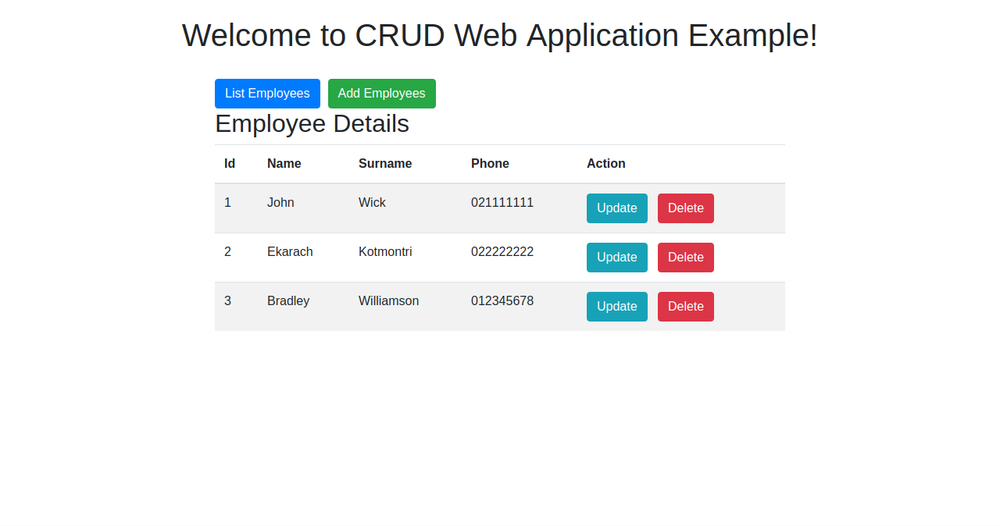 Welcome to CRUD Web Application Example!
List Employees Add Employees
Employee Details
Id Name Surname Phone Action
1 John Wick 021111111 Update Delete
2 Ekarach Kotmontri 022222222 Update Delete
3 Bradley Williamson 012345678 Update Delete